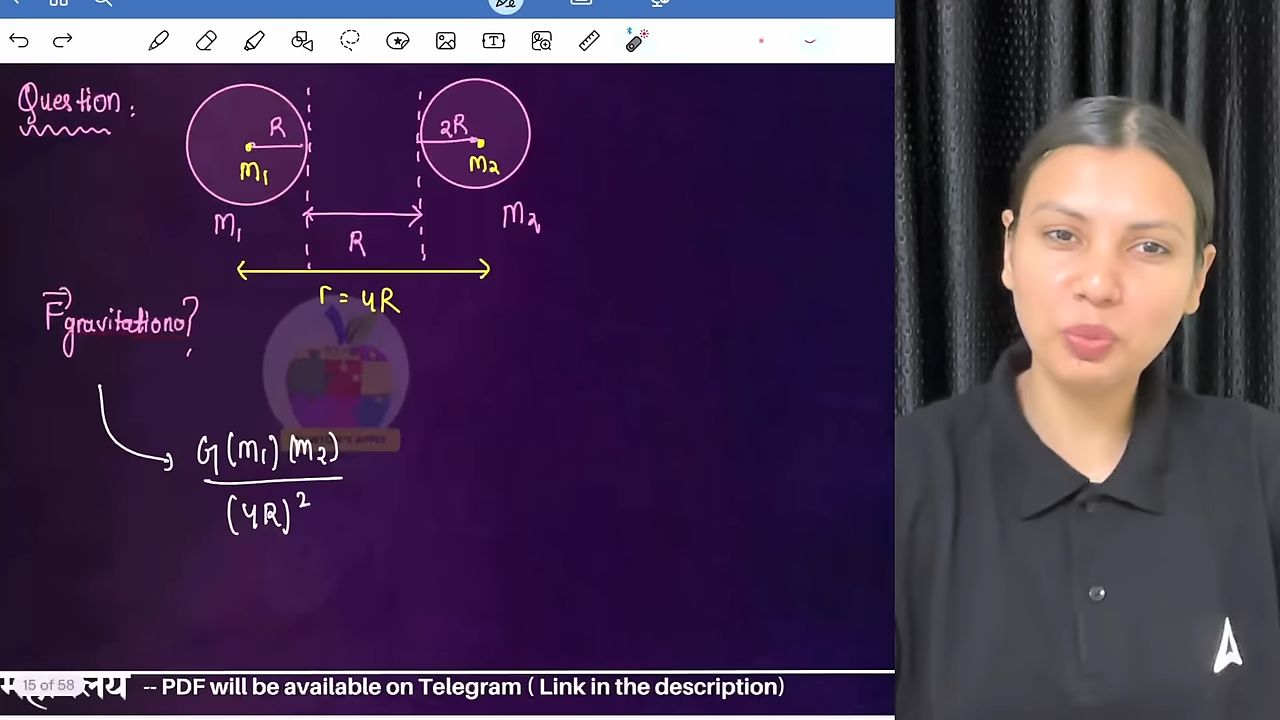 Question :
R
2R
m₁
m₂
m₁
m₂
R
r = 4R
F⃗gravitationo?
G(m₁)(m₂)
(4R)²
15 of 58
-- PDF will be available on Telegram ( Link in the description)